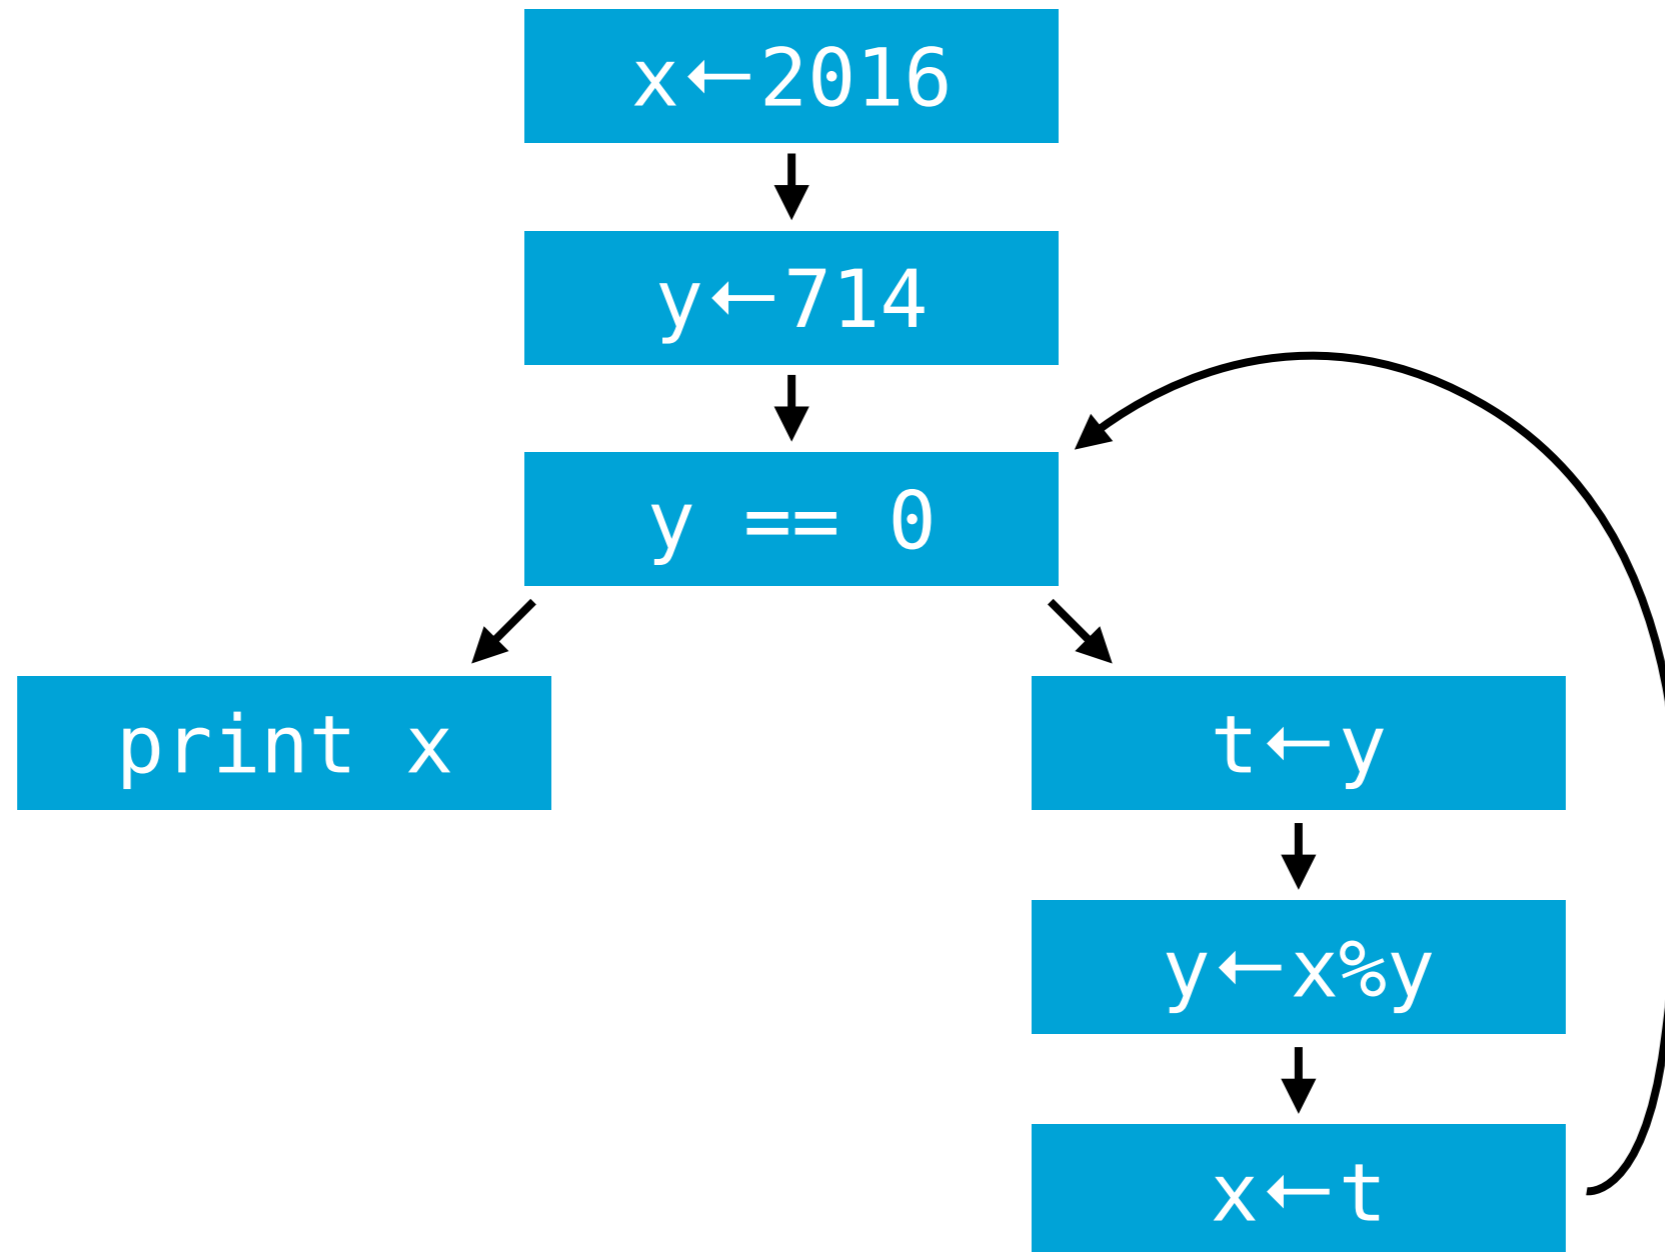 x←2016
y←714
y == 0
print x
t←y
y←x%y
x←t